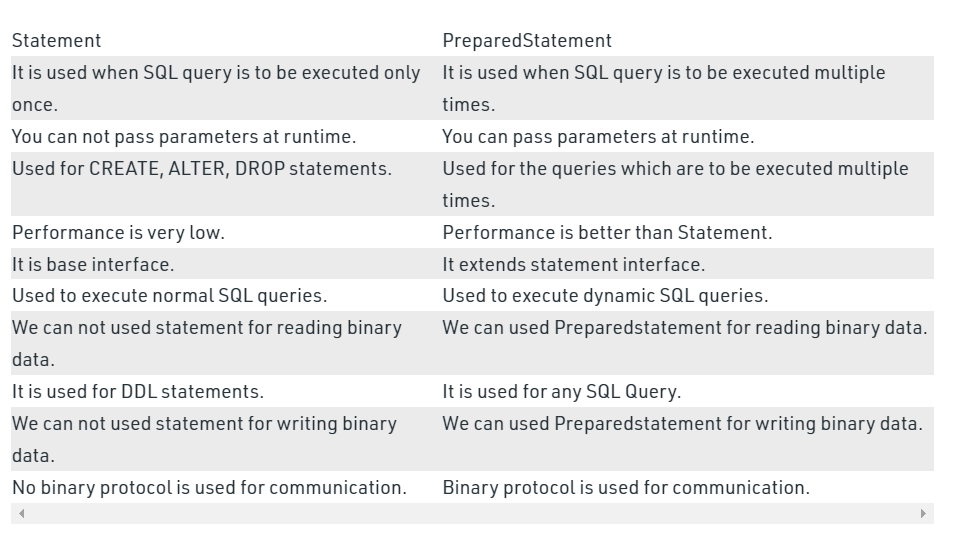 Statement PreparedStatement
It is used when SQL query is to be executed only It is used when SQL query is to be executed multiple
once. times.
You can not pass parameters at runtime. You can pass parameters at runtime.
Used for CREATE, ALTER, DROP statements. Used for the queries which are to be executed multiple
times.
Performance is very low. Performance is better than Statement.
It is base interface. It extends statement interface.
Used to execute normal SQL queries. Used to execute dynamic SQL queries.
We can not used statement for reading binary We can used Preparedstatement for reading binary data.
data.
It is used for DDL statements. It is used for any SQL Query.
We can not used statement for writing binary We can used Preparedstatement for writing binary data.
data.
No binary protocol is used for communication. Binary protocol is used for communication.